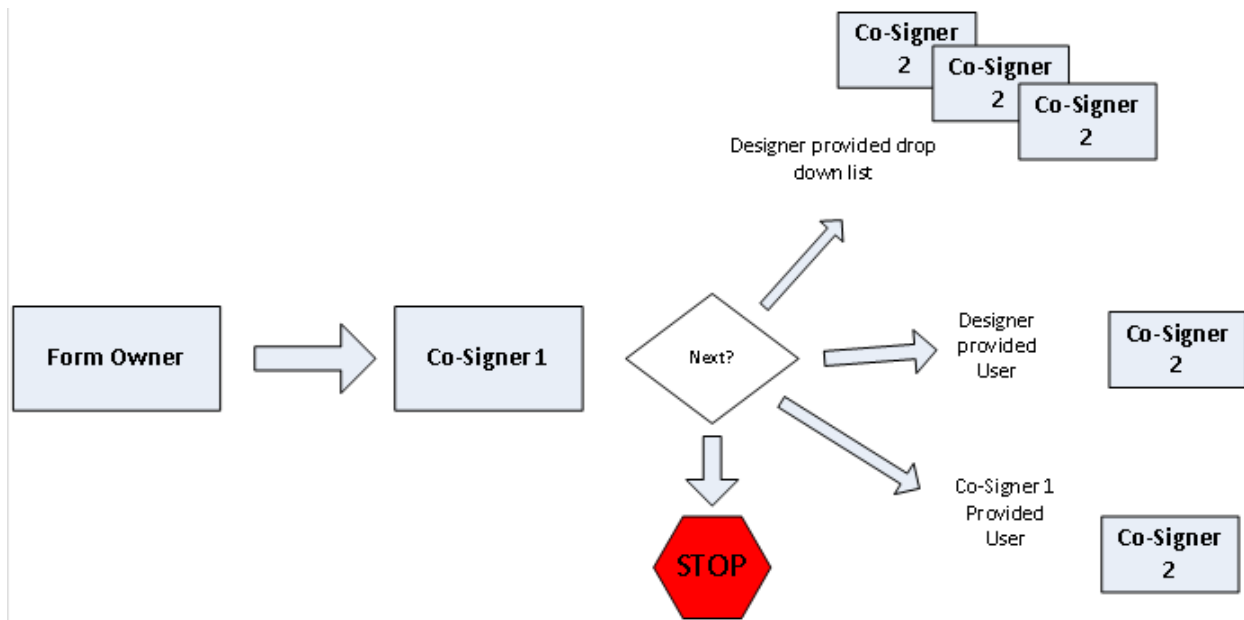 Co-Signer
2
Co-Signer
2
Co-Signer
2
Designer provided drop
down list
Form Owner
Co-Signer 1
Next?
Designer
provided
User
Co-Signer
2
Co-Signer 1
Provided
User
Co-Signer
2
STOP